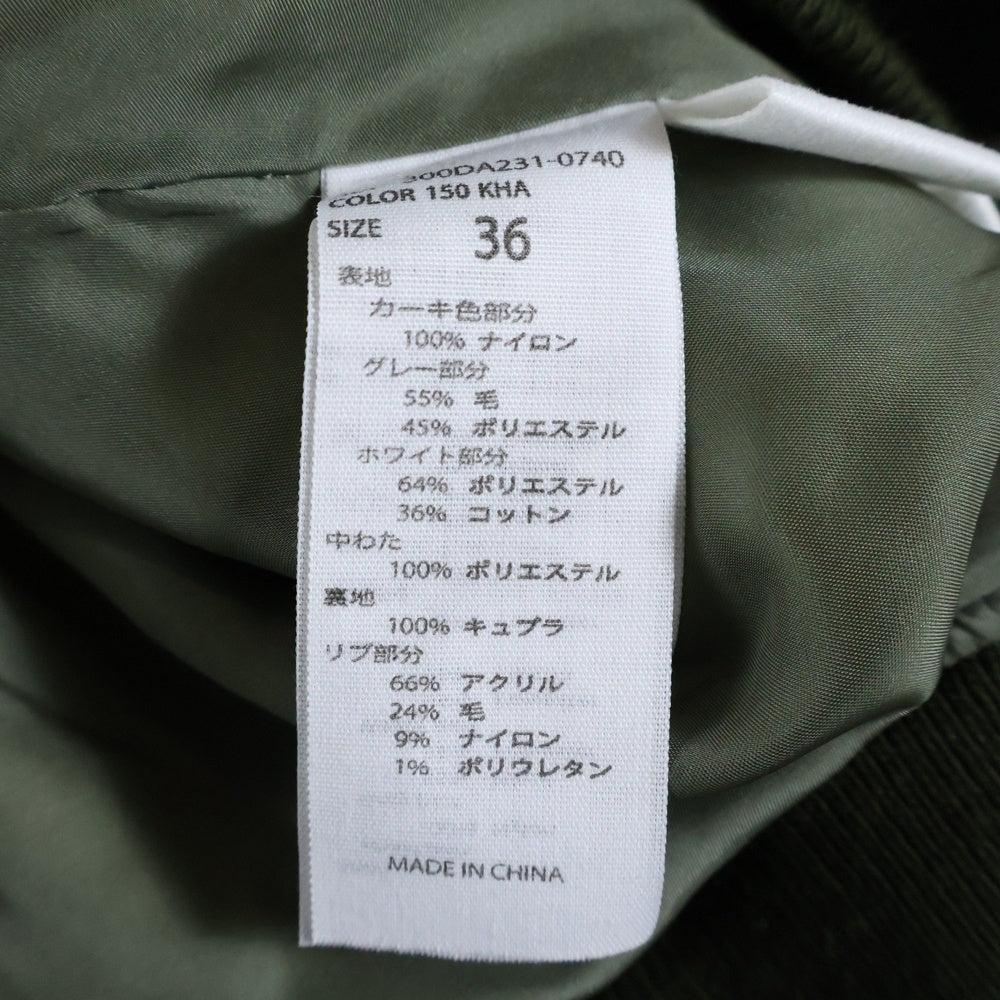 300DA231-0740
COLOR 150 KHA
SIZE 36
表地
カーキ色部分
100% ナイロン
グレー部分
55% 毛
45% ポリエステル
ホワイト部分
64% ポリエステル
36% コットン
中わた
100% ポリエステル
裏地
100% キュプラ
リブ部分
66% アクリル
24% 毛
9% ナイロン
1% ポリウレタン
MADE IN CHINA